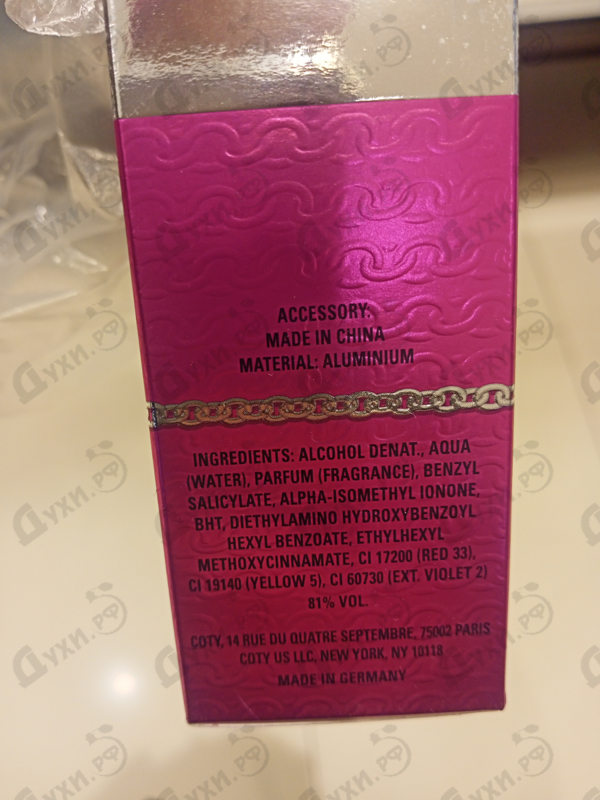 ACCESSORY:
MADE IN CHINA
MATERIAL: ALUMINIUM
INGREDIENTS: ALCOHOL DENAT., AQUA
(WATER), PARFUM (FRAGRANCE), BENZYL
SALICYLATE, ALPHA-ISOMETHYL IONONE,
BHT, DIETHYLAMINO HYDROXYBENZOYL
HEXYL BENZOATE, ETHYLHEXYL
METHOXYCINNAMATE, CI 17200 (RED 33),
CI 19140 (YELLOW 5), CI 60730 (EXT. VIOLET 2)
81% VOL.
COTY, 14 RUE DU QUATRE SEPTEMBRE, 75002 PARIS
COTY US LLC, NEW YORK, NY 10118
MADE IN GERMANY
Духи.РФ